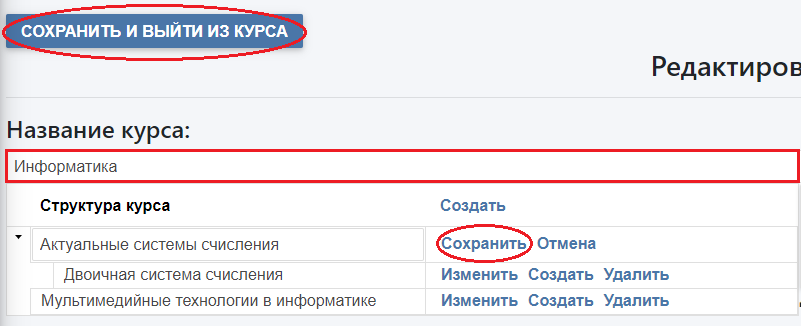 СОХРАНИТЬ И ВЫЙТИ ИЗ КУРСА
Редактиров
Название курса:
Информатика
Структура курса Создать
Актуальные системы счисления Сохранить Отмена
Двоичная система счисления Изменить Создать Удалить
Мультимедийные технологии в информатике Изменить Создать Удалить